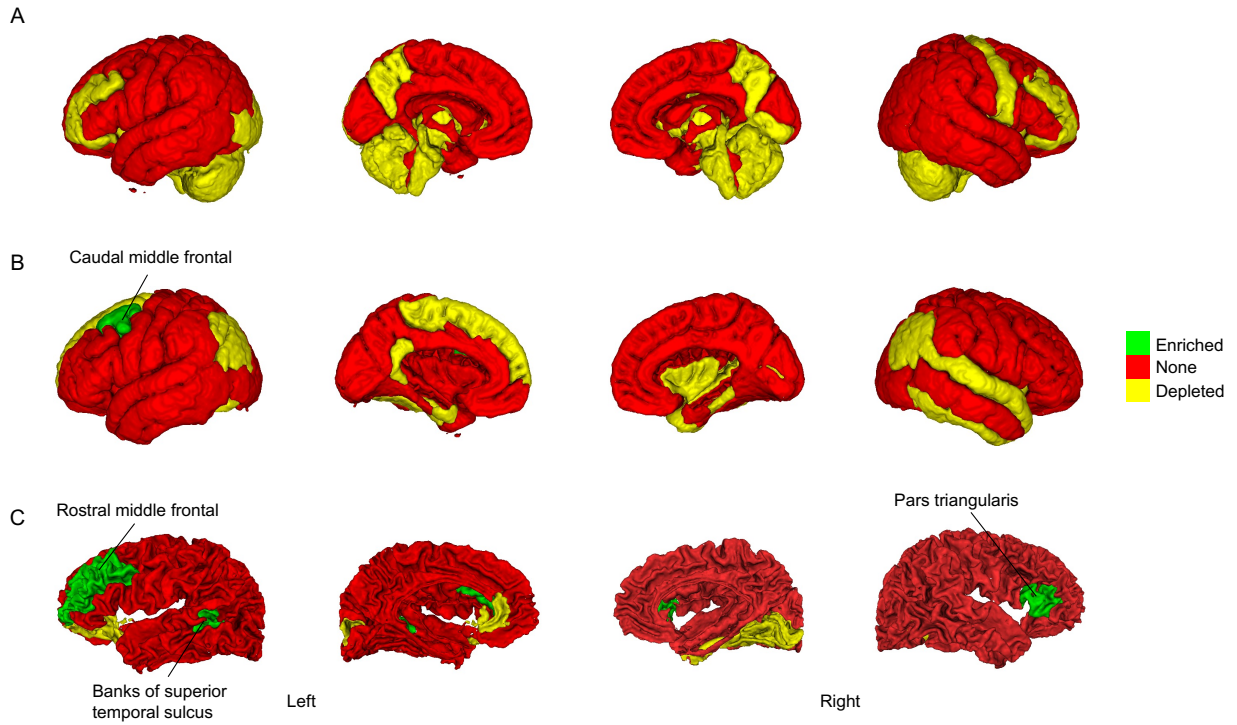 A
B
Caudal middle frontal
Enriched
None
Depleted
C
Rostral middle frontal
Pars triangularis
Banks of superior
temporal sulcus
Left
Right